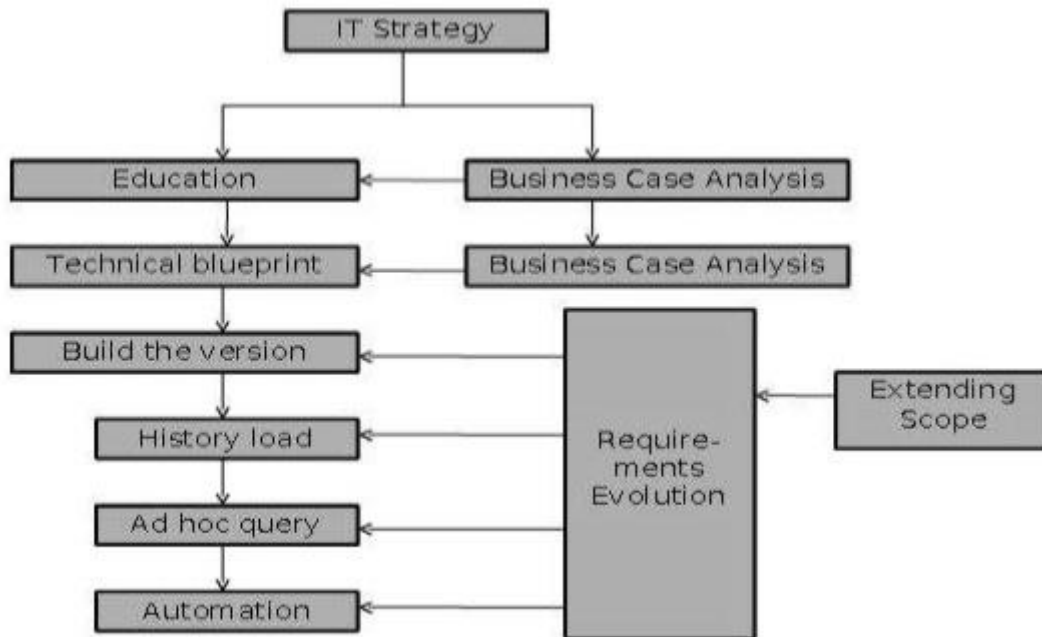 IT Strategy
Education
Business Case Analysis
Technical blueprint
Business Case Analysis
Build the version
History load
Ad hoc query
Automation
Require-
ments
Evolution
Extending
Scope